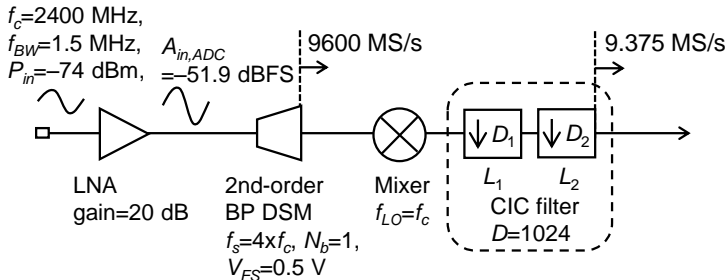 f_c=2400 MHz,
f_BW=1.5 MHz,
P_in=–74 dBm,
A_in,ADC
=–51.9 dBFS
9600 MS/s
9.375 MS/s
D_1
D_2
LNA
gain=20 dB
2nd-order
BP DSM
f_s=4xf_c, N_b=1,
V_FS=0.5 V
Mixer
f_LO=f_c
L_1
L_2
CIC filter
D=1024